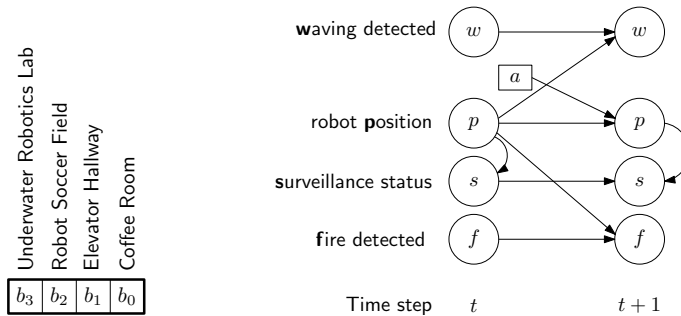 Underwater Robotics Lab
Robot Soccer Field
Elevator Hallway
Coffee Room
b3 b2 b1 b0
waving detected w w
a
robot position p p
surveillance status s s
fire detected f f
Time step t t + 1